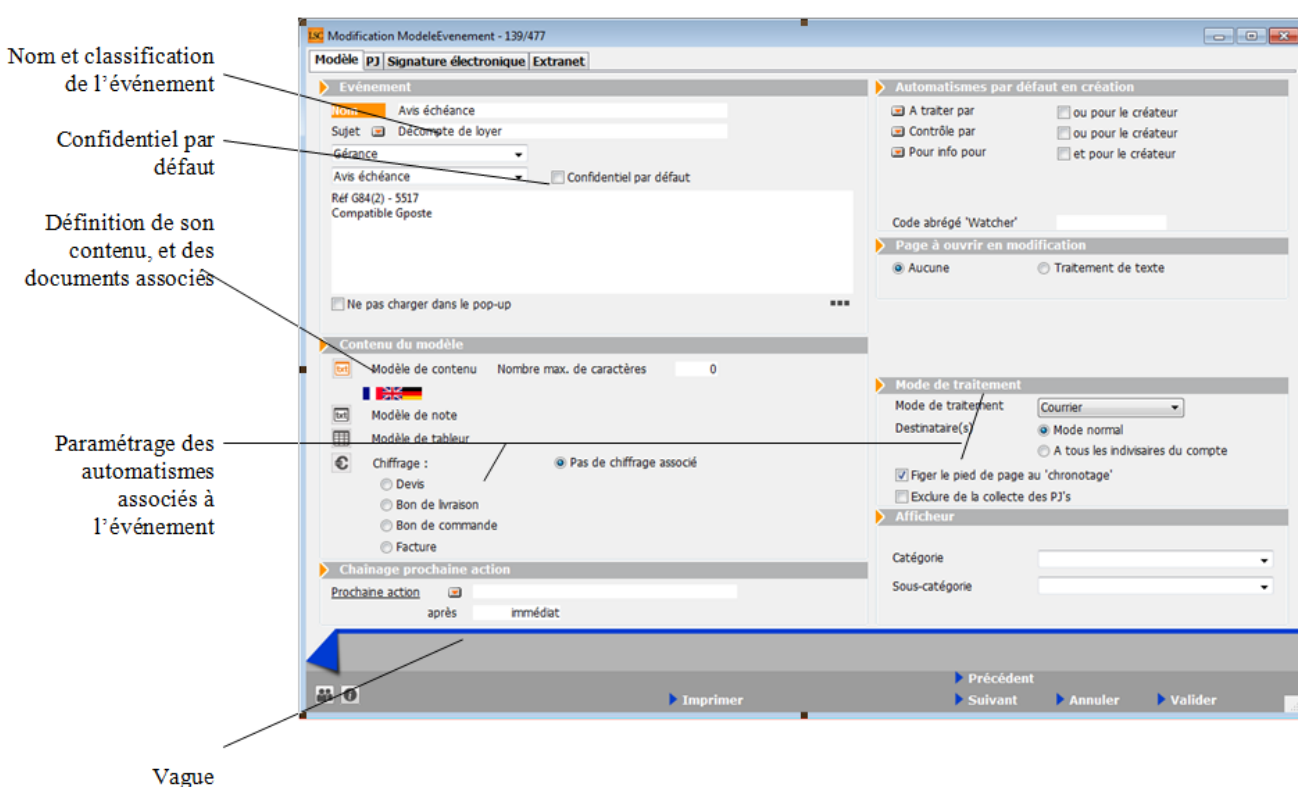 Nom et classification
de l'événement
Confidentiel par
défaut
Définition de son
contenu, et des
documents associés
Paramétrage des
automatismes
associés à
l'événement
Vague
LSC Modification ModeleEvenement - 139/477
Modèle PJ Signature électronique Extranet
Evénement
Nom Avis échéance
Sujet Décompte de loyer
Gérance
Avis échéance Confidentiel par défaut
Réf G84(2) - 5517
Compatible Gposte
Ne pas charger dans le pop-up
Contenu du modèle
txt Modèle de contenu Nombre max. de caractères 0
txt Modèle de note
Modèle de tableur
€ Chiffrage : Pas de chiffrage associé
Devis
Bon de livraison
Bon de commande
Facture
Chaînage prochaine action
Prochaine action
après immédiat
Automatismes par défaut en création
A traiter par ou pour le créateur
Contrôle par ou pour le créateur
Pour info pour et pour le créateur
Code abrégé 'Watcher'
Page à ouvrir en modification
Aucune Traitement de texte
Mode de traitement
Mode de traitement Courrier
Destinataire(s) Mode normal
A tous les indivisaires du compte
Figer le pied de page au 'chronotage'
Exclure de la collecte des PJ's
Afficheur
Catégorie
Sous-catégorie
Précédent
Imprimer Suivant Annuler Valider